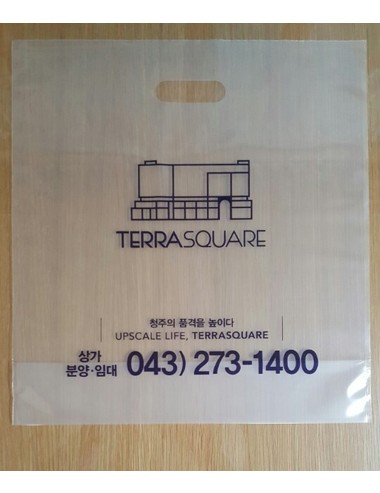 TERRASQUARE
청주의 품격을 높이다
UPSCALE LIFE, TERRASQUARE
상가
분양·임대 043) 273-1400